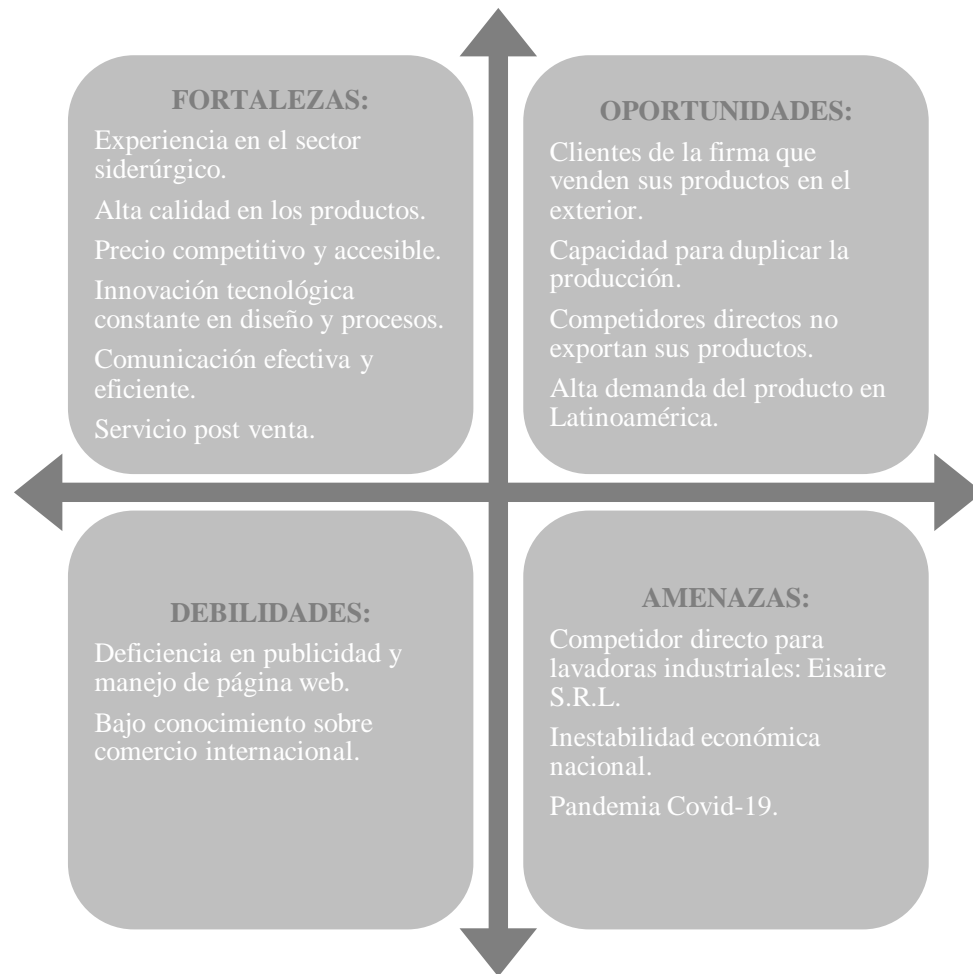 FORTALEZAS:
Experiencia en el sector
siderúrgico.
Alta calidad en los productos.
Precio competitivo y accesible.
Innovación tecnológica
constante en diseño y procesos.
Comunicación efectiva y
eficiente.
Servicio post venta.
OPORTUNIDADES:
Clientes de la firma que
venden sus productos en el
exterior.
Capacidad para duplicar la
producción.
Competidores directos no
exportan sus productos.
Alta demanda del producto en
Latinoamérica.
DEBILIDADES:
Deficiencia en publicidad y
manejo de página web.
Bajo conocimiento sobre
comercio internacional.
AMENAZAS:
Competidor directo para
lavadoras industriales: Eisaire
S.R.L.
Inestabilidad económica
nacional.
Pandemia Covid-19.